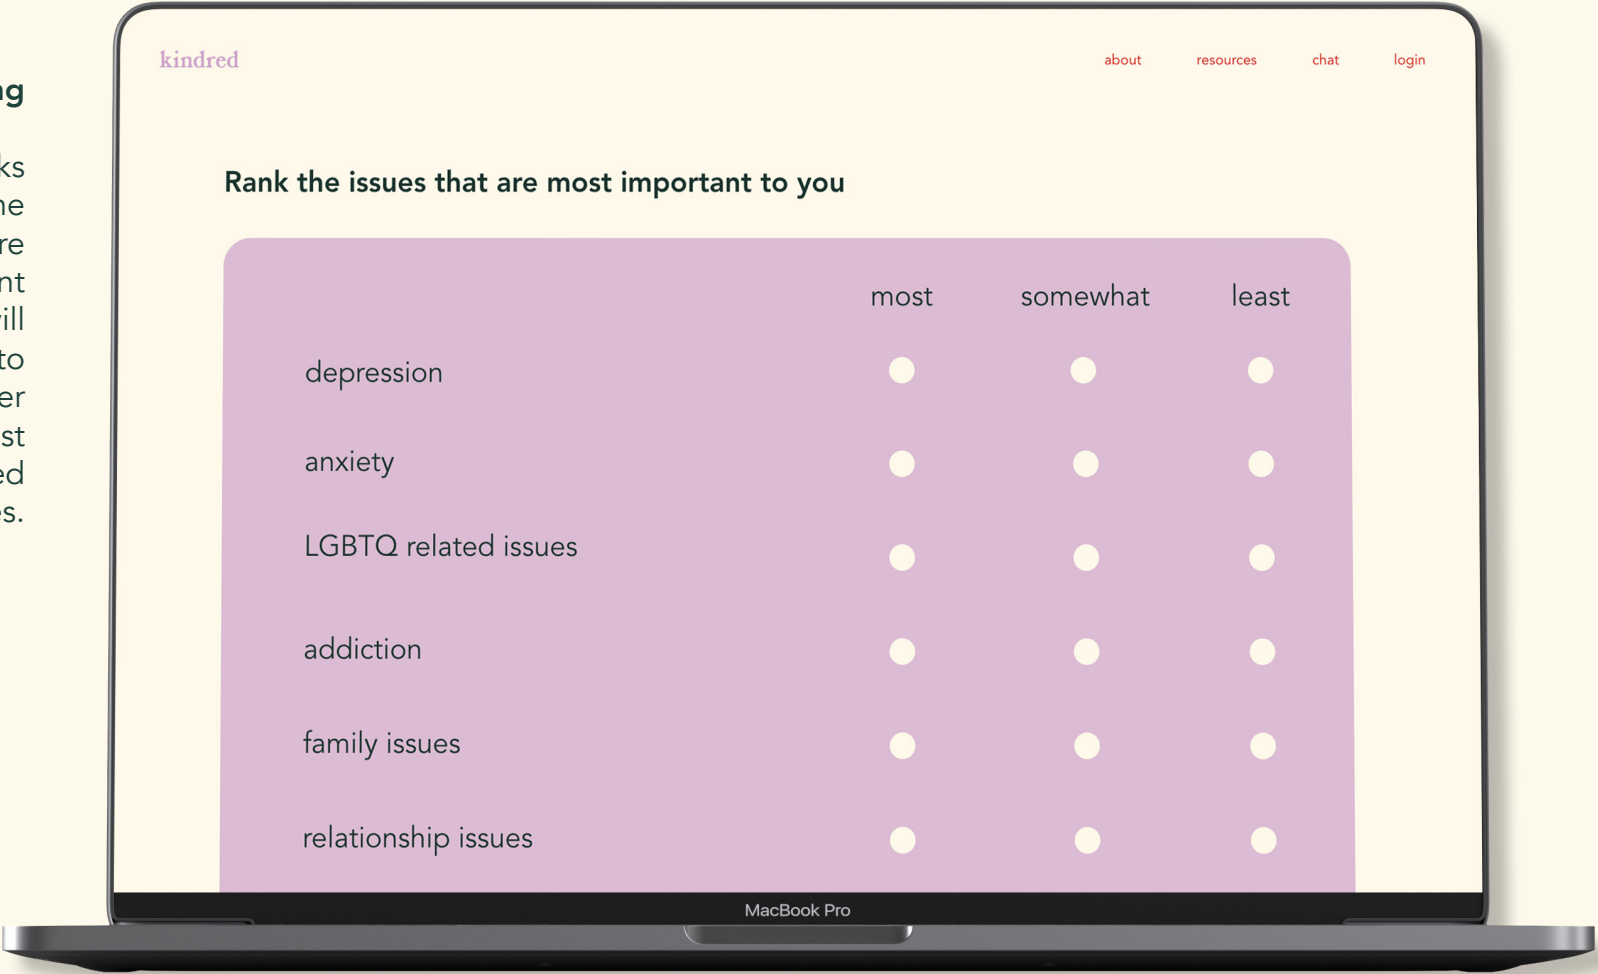 kindred
about resources chat login
Rank the issues that are most important to you
most somewhat least
depression
anxiety
LGBTQ related issues
addiction
family issues
relationship issues
MacBook Pro